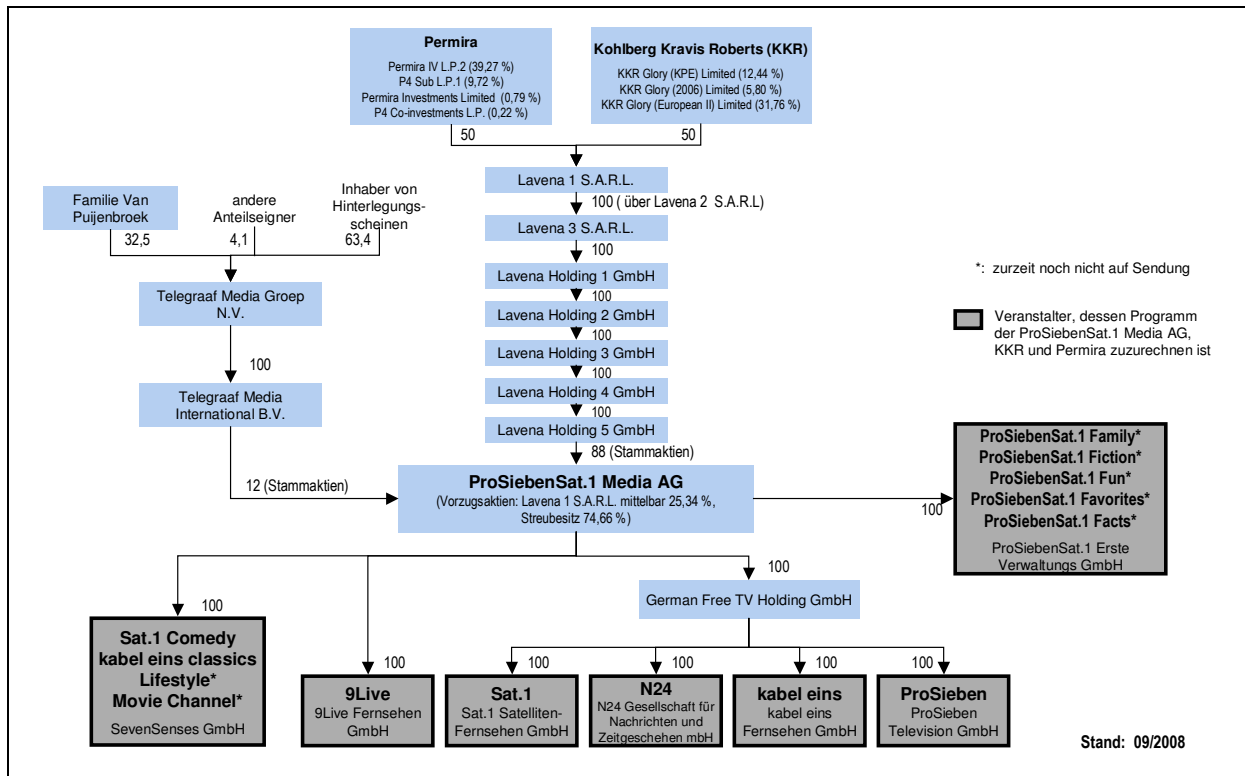 Permira
Permira IV L.P.2 (39,27 %)
P4 Sub L.P.1 (9,72 %)
Permira Investments Limited (0,79 %)
P4 Co-investments L.P. (0,22 %)
Kohlberg Kravis Roberts (KKR)
KKR Glory (KPE) Limited (12,44 %)
KKR Glory (2006) Limited (5,80 %)
KKR Glory (European II) Limited (31,76 %)
50
50
Lavena 1 S.A.R.L.
100 ( über Lavena 2 S.A.R.L)
Lavena 3 S.A.R.L.
100
Lavena Holding 1 GmbH
100
Lavena Holding 2 GmbH
100
Lavena Holding 3 GmbH
100
Lavena Holding 4 GmbH
100
Lavena Holding 5 GmbH
88 (Stammaktien)
Familie Van
Puijenbroek
andere
Anteilseigner
Inhaber von
Hinterlegungs-
scheinen
32,5
4,1
63,4
Telegraaf Media Groep
N.V.
100
Telegraaf Media
International B.V.
12 (Stammaktien)
*: zurzeit noch nicht auf Sendung
Veranstalter, dessen Programm
der ProSiebenSat.1 Media AG,
KKR und Permira zuzurechnen ist
ProSiebenSat.1 Media AG
(Vorzugsaktien: Lavena 1 S.A.R.L. mittelbar 25,34 %,
Streubesitz 74,66 %)
100
ProSiebenSat.1 Family*
ProSiebenSat.1 Fiction*
ProSiebenSat.1 Fun*
ProSiebenSat.1 Favorites*
ProSiebenSat.1 Facts*
ProSiebenSat.1 Erste
Verwaltungs GmbH
100
German Free TV Holding GmbH
100
Sat.1 Comedy
kabel eins classics
Lifestyle*
Movie Channel*
SevenSenses GmbH
100
9Live
9Live Fernsehen
GmbH
100
Sat.1
Sat.1 Satelliten-
Fernsehen GmbH
100
N24
N24 Gesellschaft für
Nachrichten und
Zeitgeschehen mbH
100
kabel eins
kabel eins
Fernsehen GmbH
100
ProSieben
ProSieben
Television GmbH
Stand: 09/2008